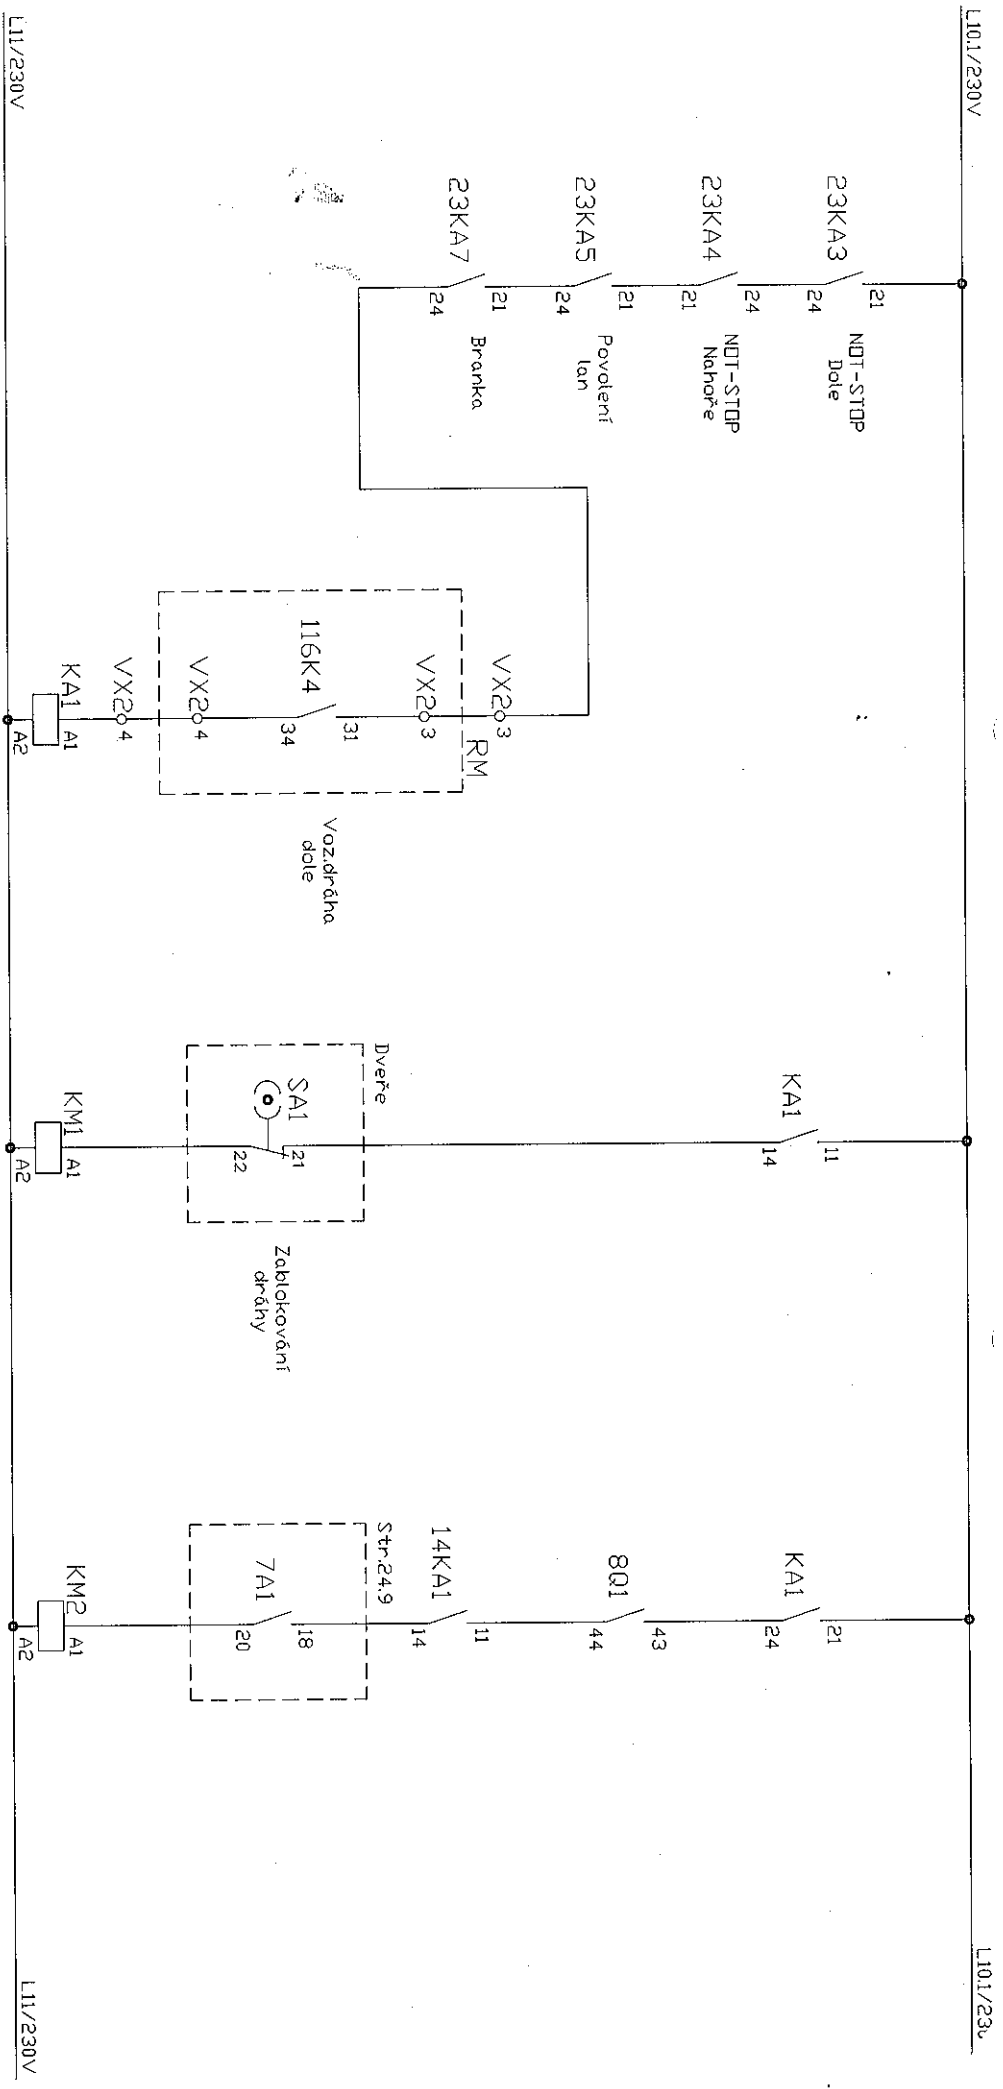 L10.1/230V
23KA3
21
24
NOT-STOP
Dole
23KA4
24
21
NOT-STOP
Nahoře
23KA5
21
24
Povolení
lan
23KA7
21
24
Branka
VX2
3
RM
VX2
3
116K4
31
34
Voz.dráha
dole
VX2
4
VX2
4
KA1
A1
A2
KA1
11
14
Dveře
SA1
21
22
Zablokování
dráhy
KM1
A1
A2
KA1
21
24
8Q1
43
44
14KA1
11
14
Str.24.9
7A1
18
20
KM2
A1
A2
L11/230V
L11/230V